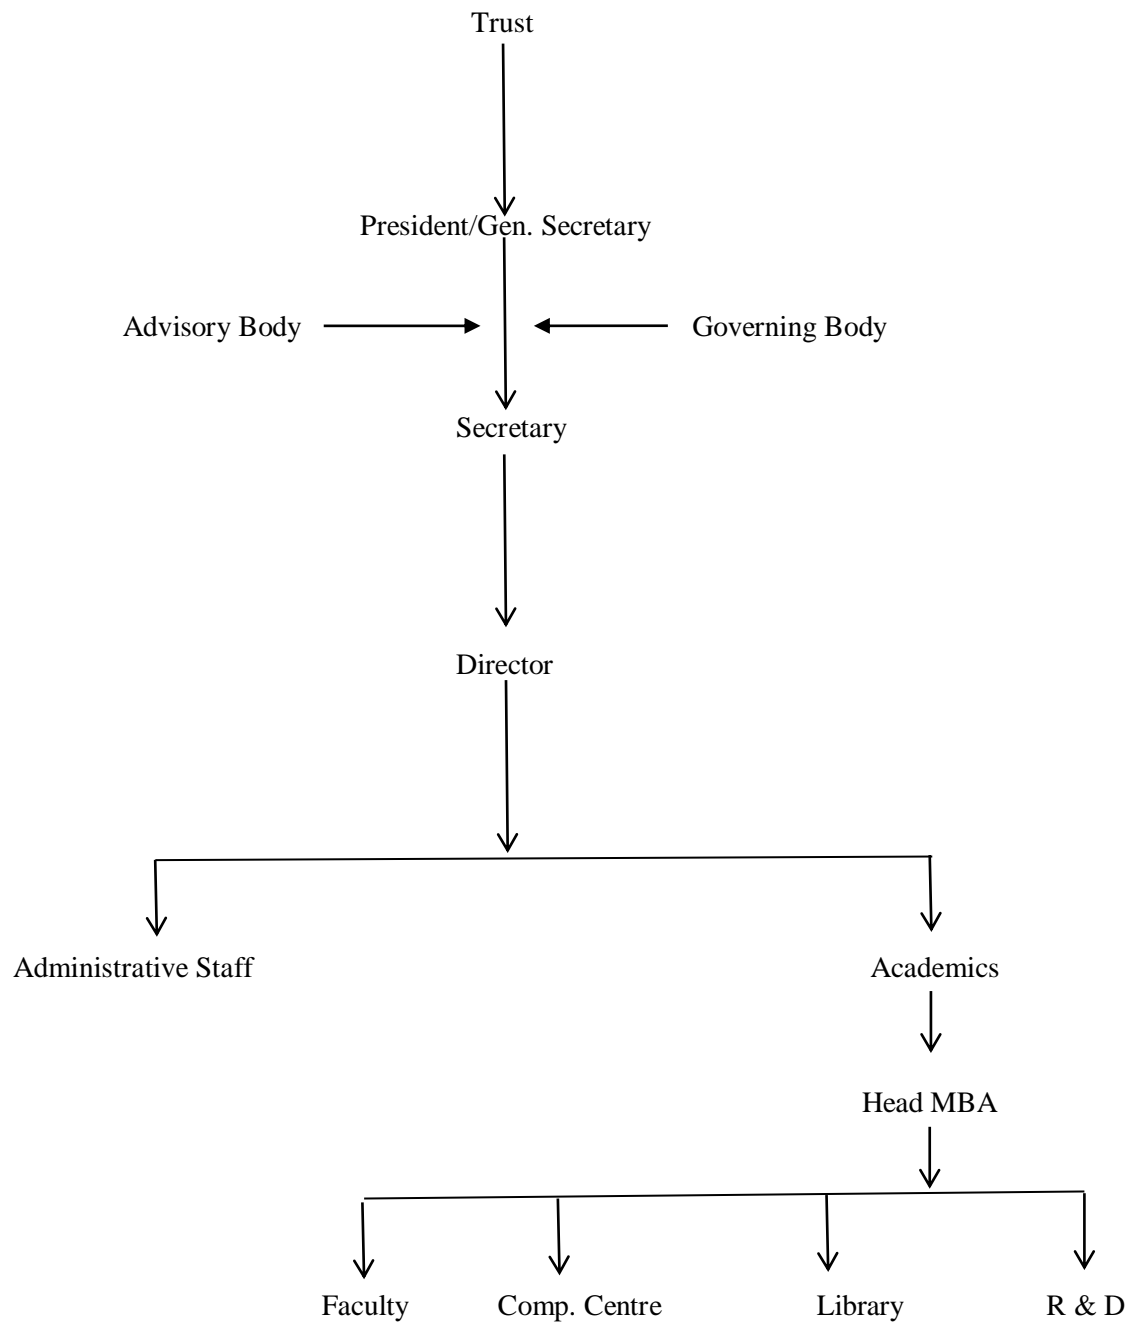 Trust
President/Gen. Secretary
Advisory Body
Governing Body
Secretary
Director
Administrative Staff
Academics
Head MBA
Faculty
Comp. Centre
Library
R & D